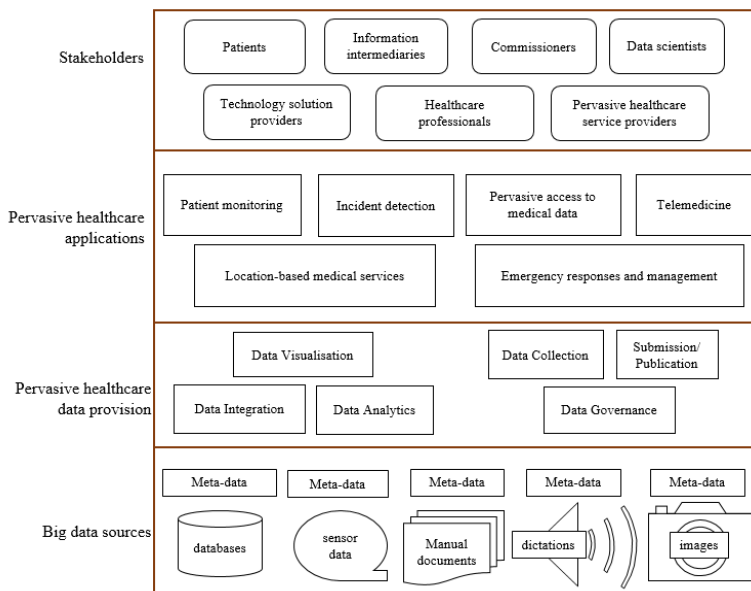 Stakeholders
Patients
Information
intermediaries
Commissioners
Data scientists
Technology solution
providers
Healthcare
professionals
Pervasive healthcare
service providers
Pervasive healthcare
applications
Patient monitoring
Incident detection
Pervasive access to
medical data
Telemedicine
Location-based medical services
Emergency responses and management
Pervasive healthcare
data provision
Data Visualisation
Data Collection
Submission/
Publication
Data Integration
Data Analytics
Data Governance
Big data sources
Meta-data
Meta-data
Meta-data
Meta-data
Meta-data
databases
sensor
data
Manual
documents
dictations
images